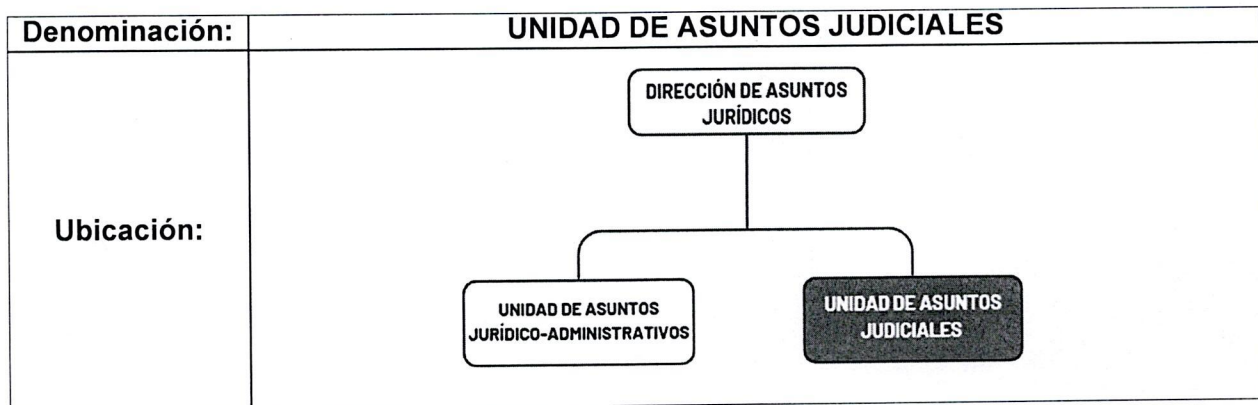 Denominación: UNIDAD DE ASUNTOS JUDICIALES
DIRECCIÓN DE ASUNTOS
JURÍDICOS
Ubicación:
UNIDAD DE ASUNTOS
JURÍDICO-ADMINISTRATIVOS
UNIDAD DE ASUNTOS
JUDICIALES